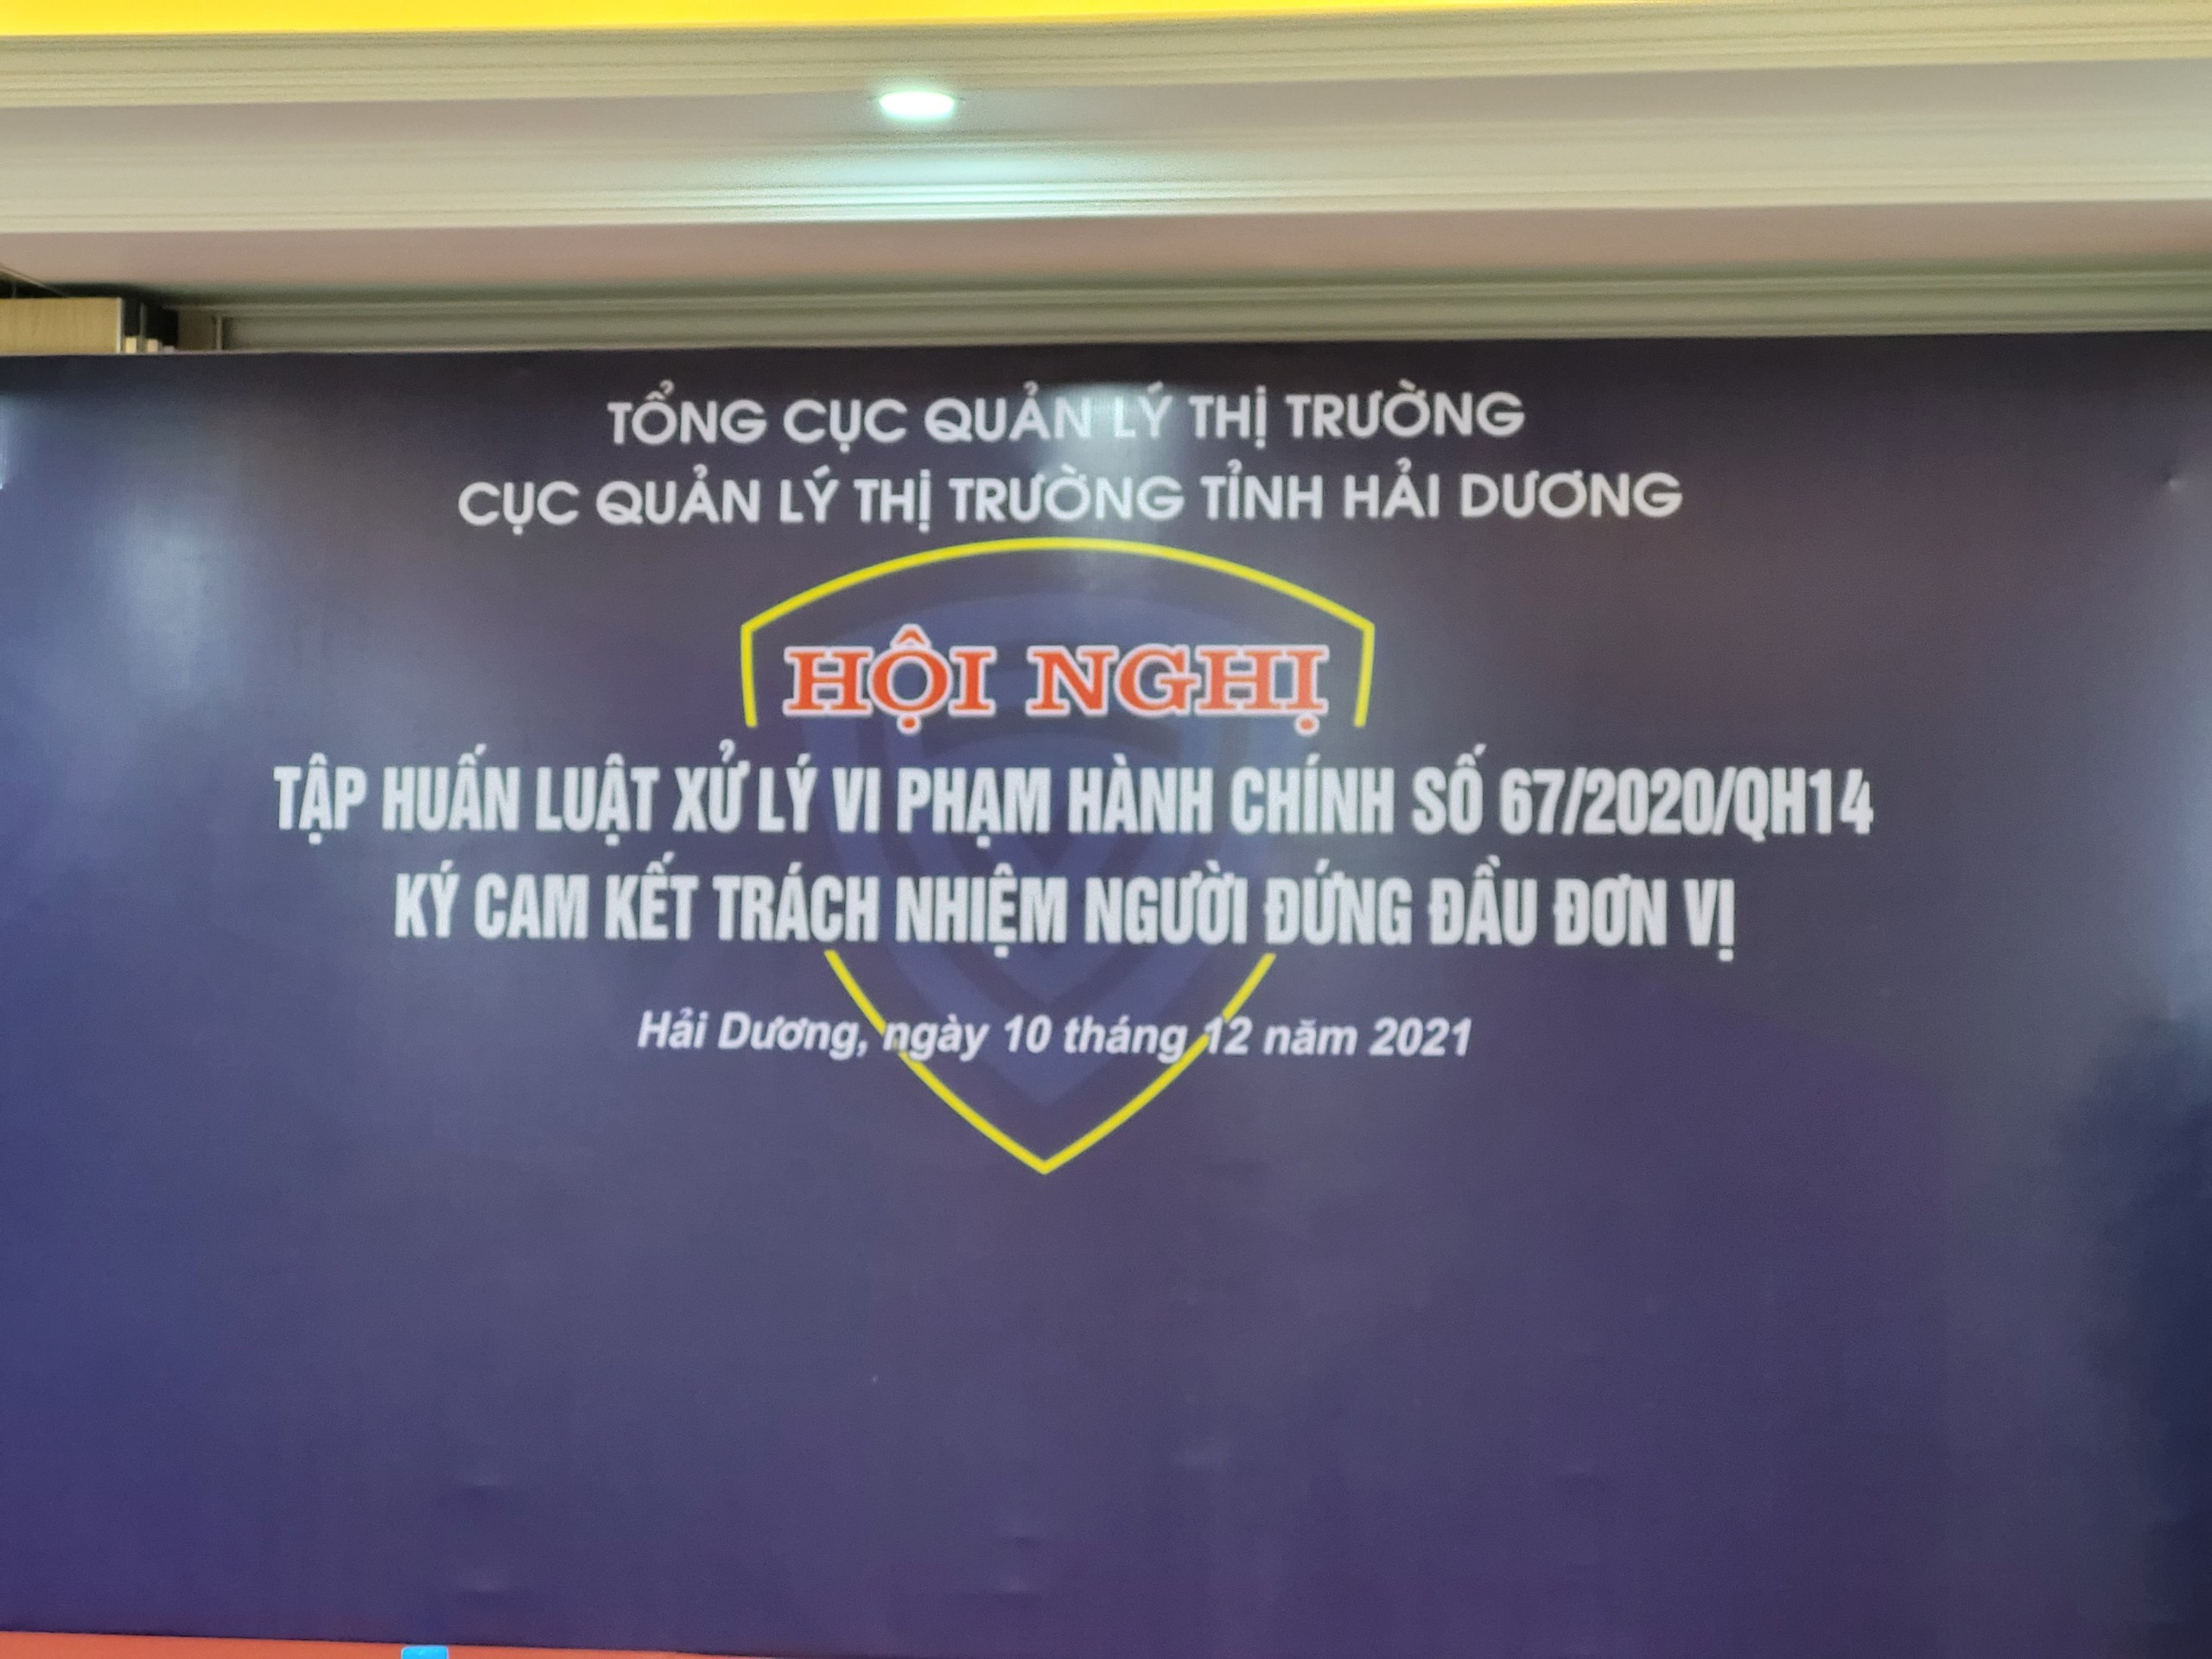 TỔNG CỤC QUẢN LÝ THỊ TRƯỜNG
CỤC QUẢN LÝ THỊ TRƯỜNG TỈNH HẢI DƯƠNG
HỘI NGHỊ
TẬP HUẤN LUẬT XỬ LÝ VI PHẠM HÀNH CHÍNH SỐ 67/2020/QH14
KÝ CAM KẾT TRÁCH NHIỆM NGƯỜI ĐỨNG ĐẦU ĐƠN VỊ
Hải Dương, ngày 10 tháng 12 năm 2021